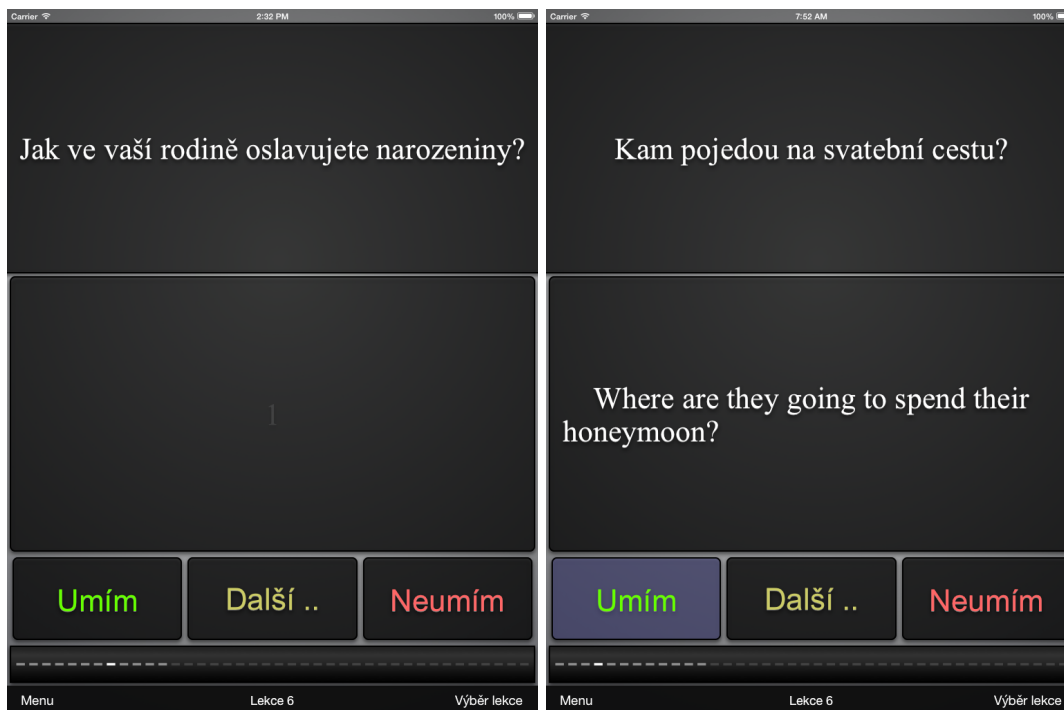 Carrier 2:32 PM 100%
Jak ve vaší rodině oslavujete narozeniny?
1
Umím Další .. Neumím
Menu Lekce 6 Výběr lekce
Carrier 7:52 AM 100%
Kam pojedou na svatební cestu?
Where are they going to spend their
honeymoon?
Umím Další .. Neumím
Menu Lekce 6 Výběr lekce